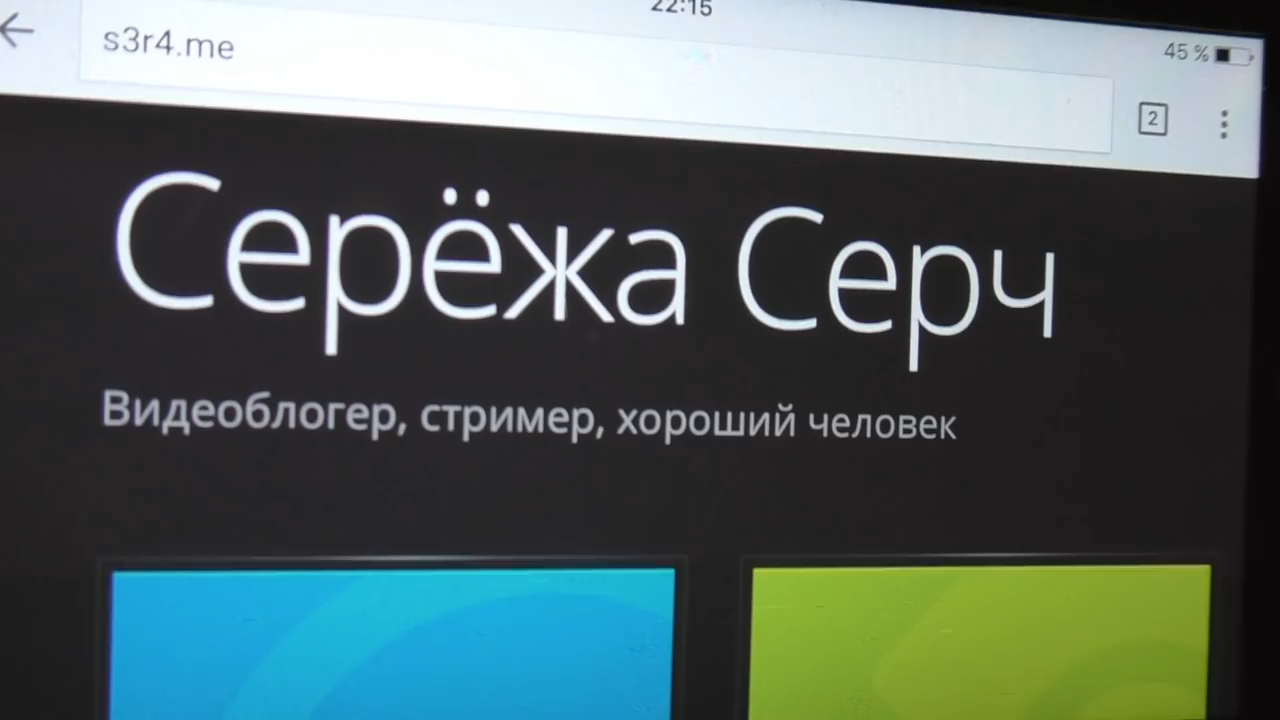 22:15
45 %
s3r4.me
2
Серёжа Серч
Видеоблогер, стример, хороший человек